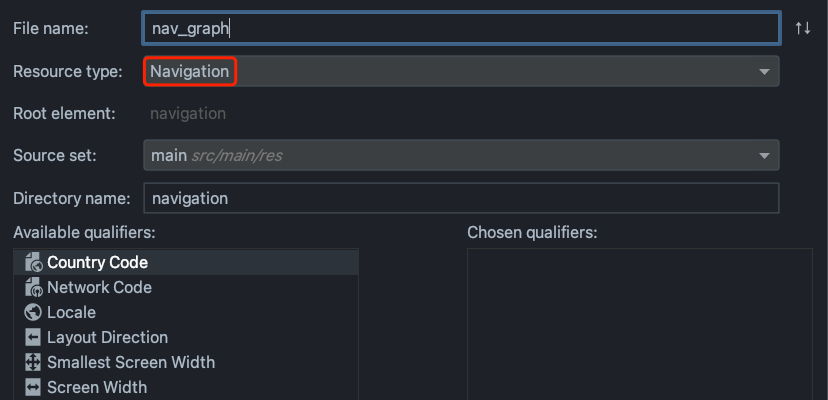 File name: nav_graph
Resource type: Navigation
Root element: navigation
Source set: main src/main/res
Directory name: navigation
Available qualifiers: Chosen qualifiers:
Country Code
Network Code
Locale
Layout Direction
Smallest Screen Width
Screen Width